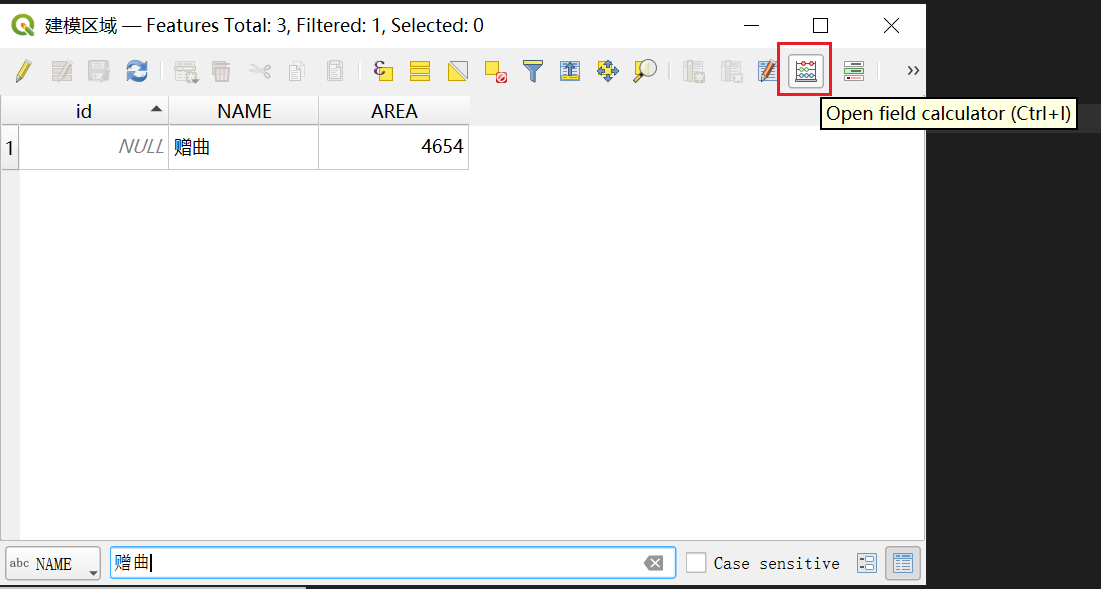 建模区域 — Features Total: 3, Filtered: 1, Selected: 0
Open field calculator (Ctrl+I)
id NAME AREA
1 NULL 赠曲 4654
abc NAME 赠曲 Case sensitive